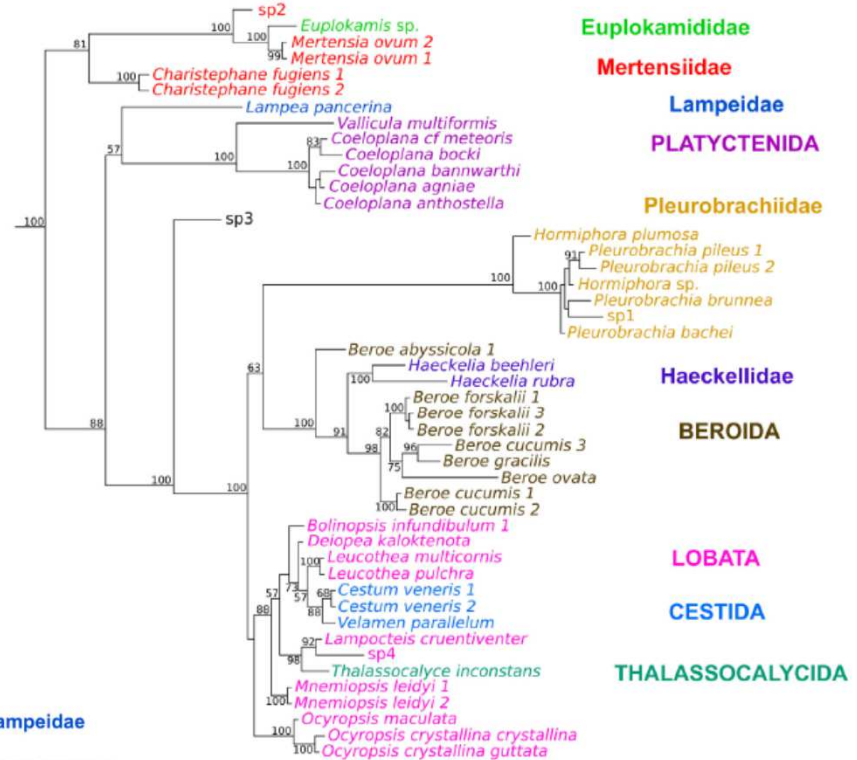 sp2
100
Euplokamis sp.
Euplokamididae
100
Mertensia ovum 2
81
99
Mertensia ovum 1
Mertensiidae
100
Charistephane fugiens 1
Charistephane fugiens 2
Lampea pancerina
Lampeidae
Vallicula multiformis
83
Coeloplana cf meteoris
PLATYCTENIDA
57
100
Coeloplana bocki
100
Coeloplana bannwarthi
Coeloplana agniae
Coeloplana anthostella
Pleurobrachiidae
100
sp3
Hormiphora plumosa
91
Pleurobrachia pileus 1
Pleurobrachia pileus 2
100
100
Hormiphora sp.
Pleurobrachia brunnea
sp1
Pleurobrachia bachei
Beroe abyssicola 1
63
Haeckelia beehleri
100
Haeckelia rubra
Haeckellidae
Beroe forskalii 1
100
Beroe forskalii 3
88
100
91
82
Beroe forskalii 2
BEROIDA
98
96
Beroe cucumis 3
75
Beroe gracilis
Beroe ovata
100
100
Beroe cucumis 1
100
Beroe cucumis 2
Bolinopsis infundibulum 1
Deiopea kaloktenota
100
Leucothea multicornis
LOBATA
Leucothea pulchra
57
73
57
68
Cestum veneris 1
88
88
Cestum veneris 2
CESTIDA
Velamen parallelum
92
Lampocteis cruentiventer
98
sp4
Thalassocalyce inconstans
THALASSOCALYCIDA
Mnemiopsis leidyi 1
100
Mnemiopsis leidyi 2
ampeidae
Ocyropsis maculata
100
Ocyropsis crystallina crystallina
100
Ocyropsis crystallina guttata